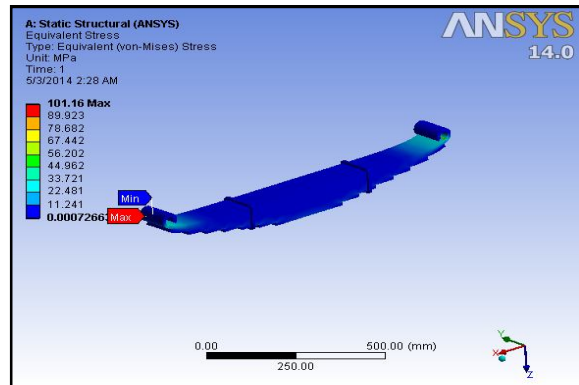 A: Static Structural (ANSYS)
Equivalent Stress
Type: Equivalent (von-Mises) Stress
Unit: MPa
Time: 1
5/3/2014 2:28 AM
ANSYS
14.0
101.16 Max
89.923
78.682
67.442
56.202
44.962
33.721
22.481
11.241
0.00072663
Min
Max
0.00
500.00 (mm)
250.00
Y
X
Z